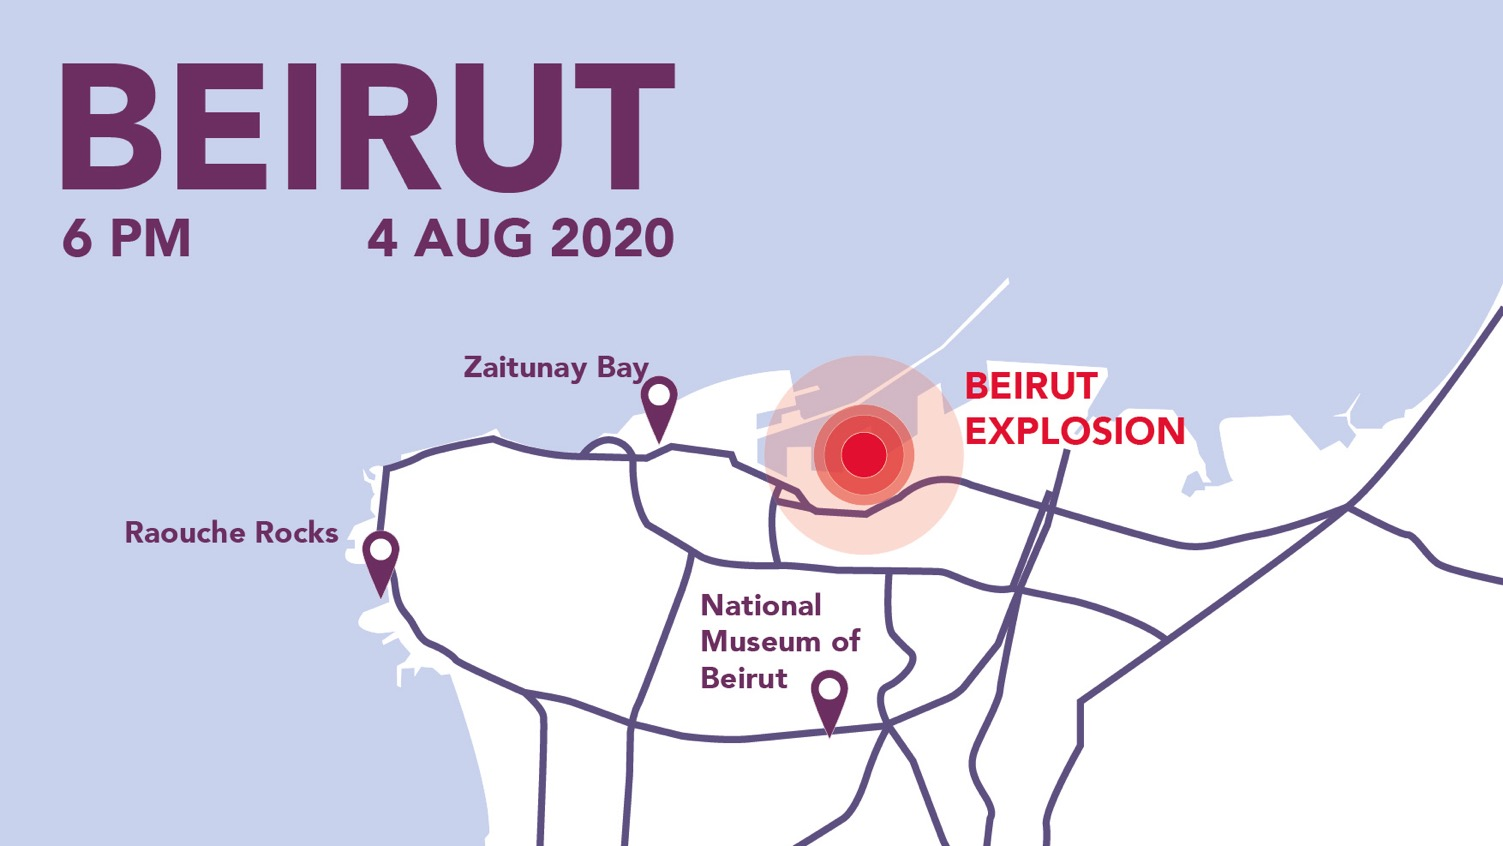 BEIRUT
6 PM 4 AUG 2020
Zaitunay Bay
BEIRUT
EXPLOSION
Raouche Rocks
National
Museum of
Beirut